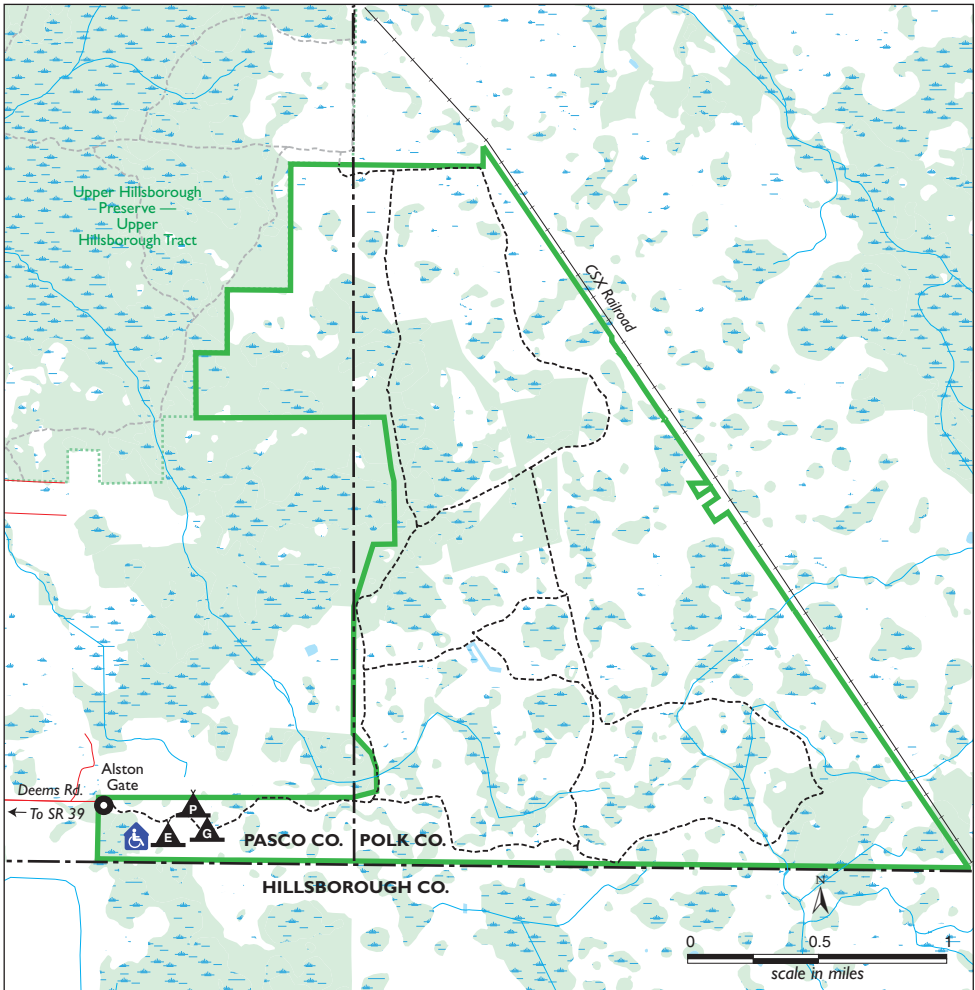 Upper Hillsborough
Preserve —
Upper
Hillsborough Tract
CSX Railroad
Alston
Gate
Deems Rd.
To SR 39
P
E
G
PASCO CO.
POLK CO.
HILLSBOROUGH CO.
N
0 0.5 1
scale in miles